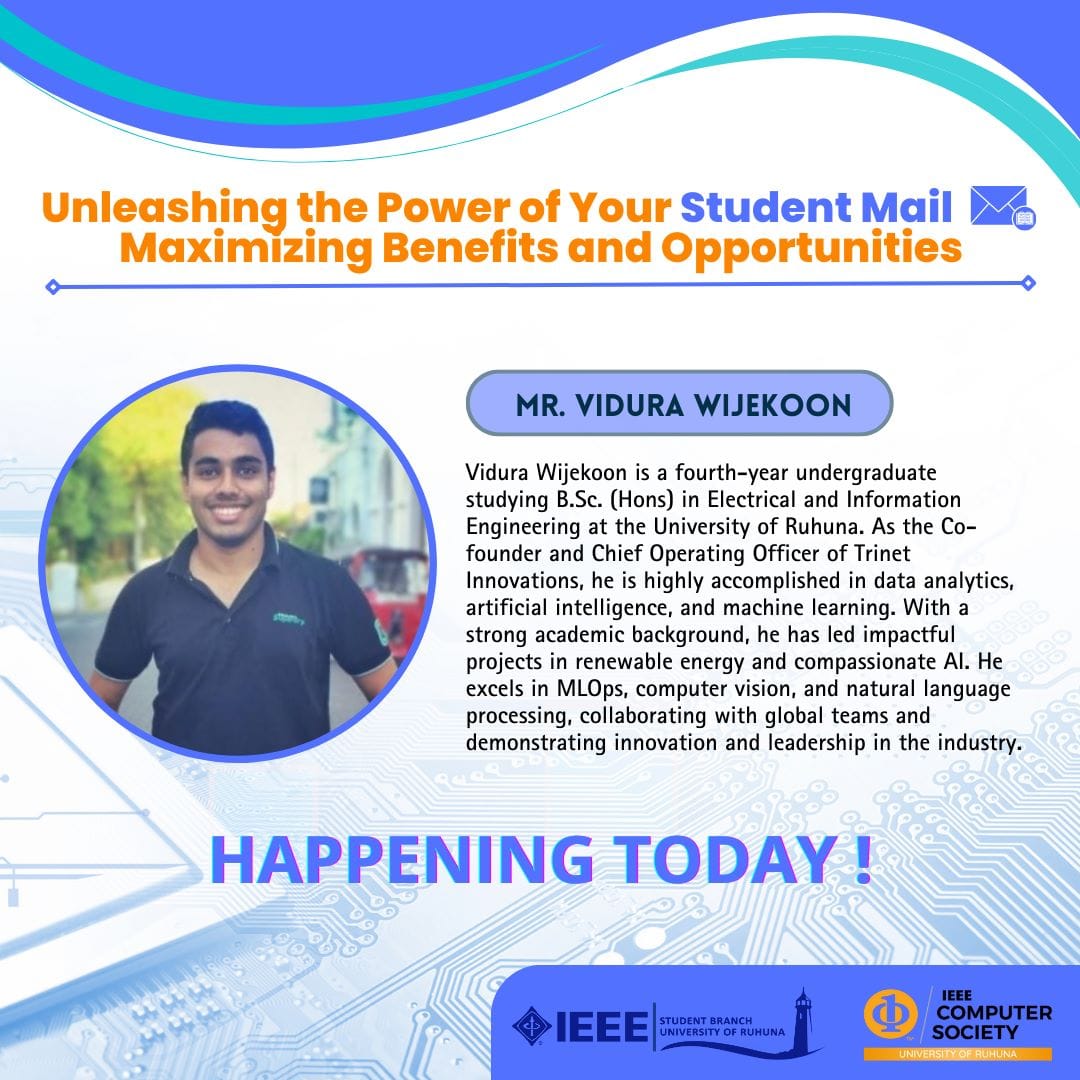 Unleashing the Power of Your Student Mail
Maximizing Benefits and Opportunities
MR. VIDURA WIJEKOON
Vidura Wijekoon is a fourth-year undergraduate
studying B.Sc. (Hons) in Electrical and Information
Engineering at the University of Ruhuna. As the Co-
founder and Chief Operating Officer of Trinet
Innovations, he is highly accomplished in data analytics,
artificial intelligence, and machine learning. With a
strong academic background, he has led impactful
projects in renewable energy and compassionate AI. He
excels in MLOps, computer vision, and natural language
processing, collaborating with global teams and
demonstrating innovation and leadership in the industry.
HAPPENING TODAY !
IEEE
STUDENT BRANCH
UNIVERSITY OF RUHUNA
IEEE
COMPUTER
SOCIETY
UNIVERSITY OF RUHUNA